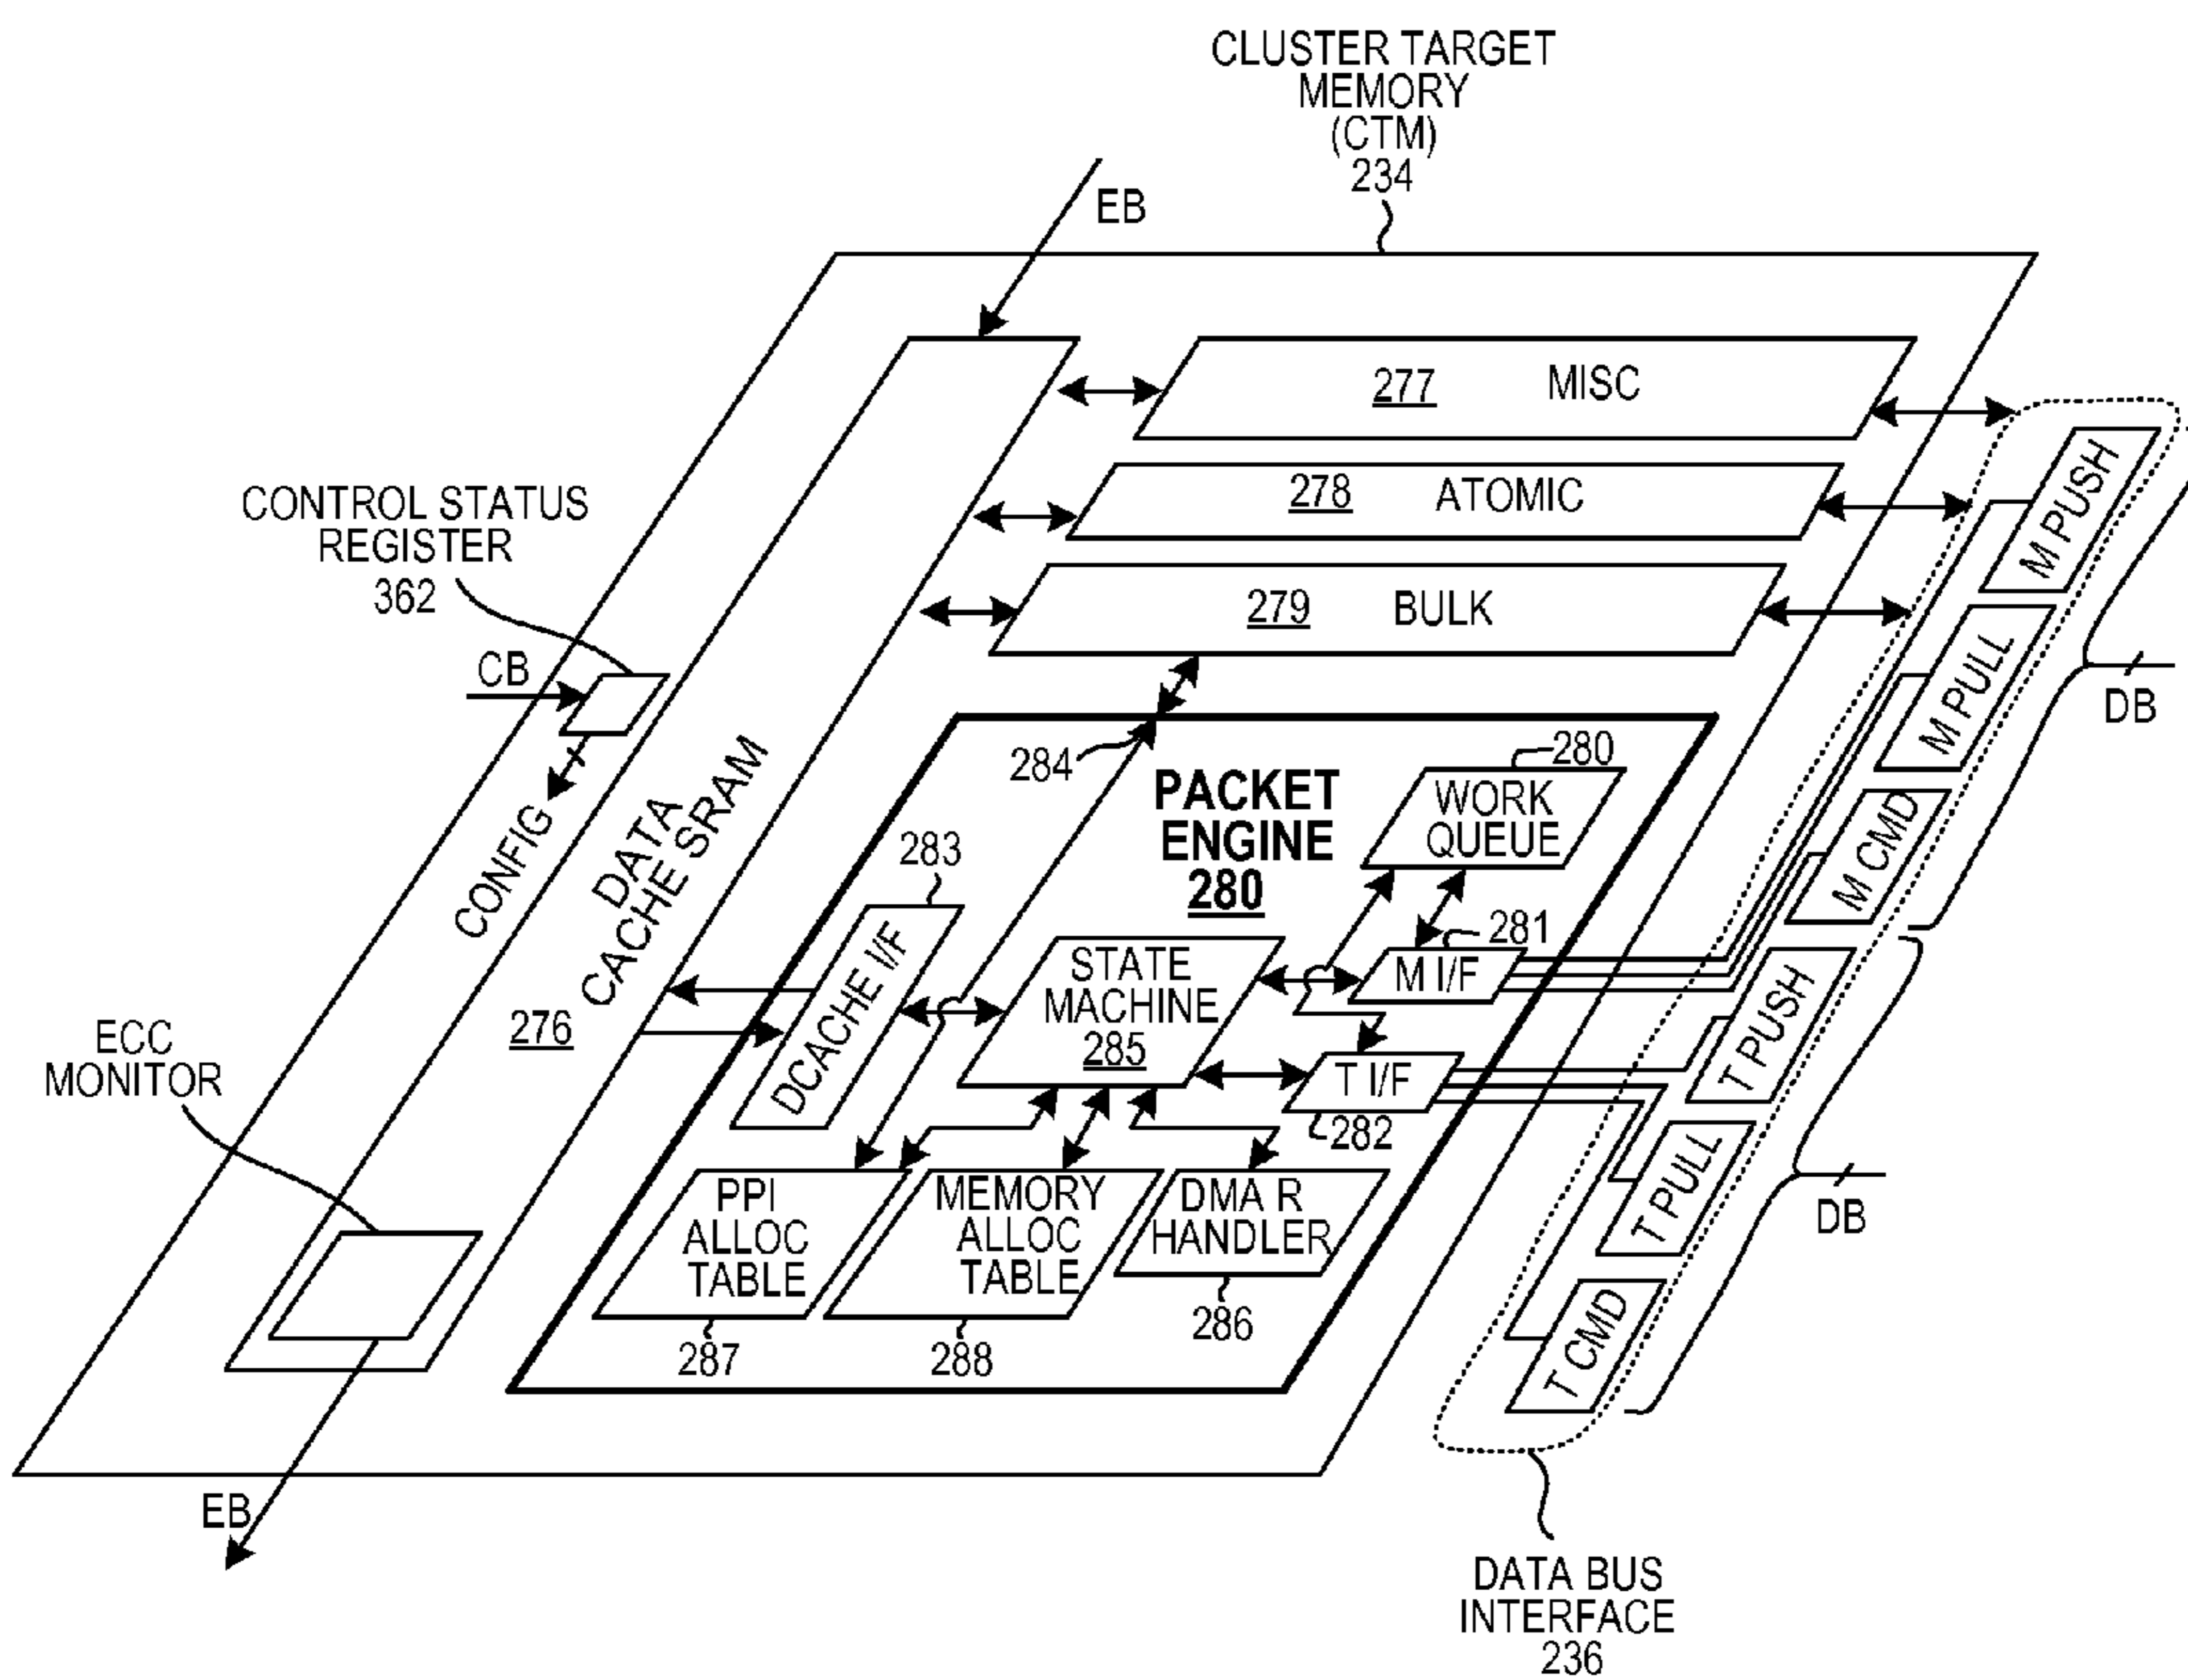 CLUSTER TARGET
MEMORY
(CTM)
234
EB
277 MISC
278 ATOMIC
279 BULK
CONTROL STATUS
REGISTER
362
CB
CONFIG
DATA
CACHE SRAM
276
ECC
MONITOR
EB
284
PACKET
ENGINE
280
280
WORK
QUEUE
283
DCACHE I/F
STATE
MACHINE
285
281
M I/F
T I/F
282
PPI
ALLOC
TABLE
287
MEMORY
ALLOC
TABLE
288
DMA R
HANDLER
286
M PUSH
M PULL
M CMD
DB
T PUSH
T PULL
T CMD
DB
DATA BUS
INTERFACE
236